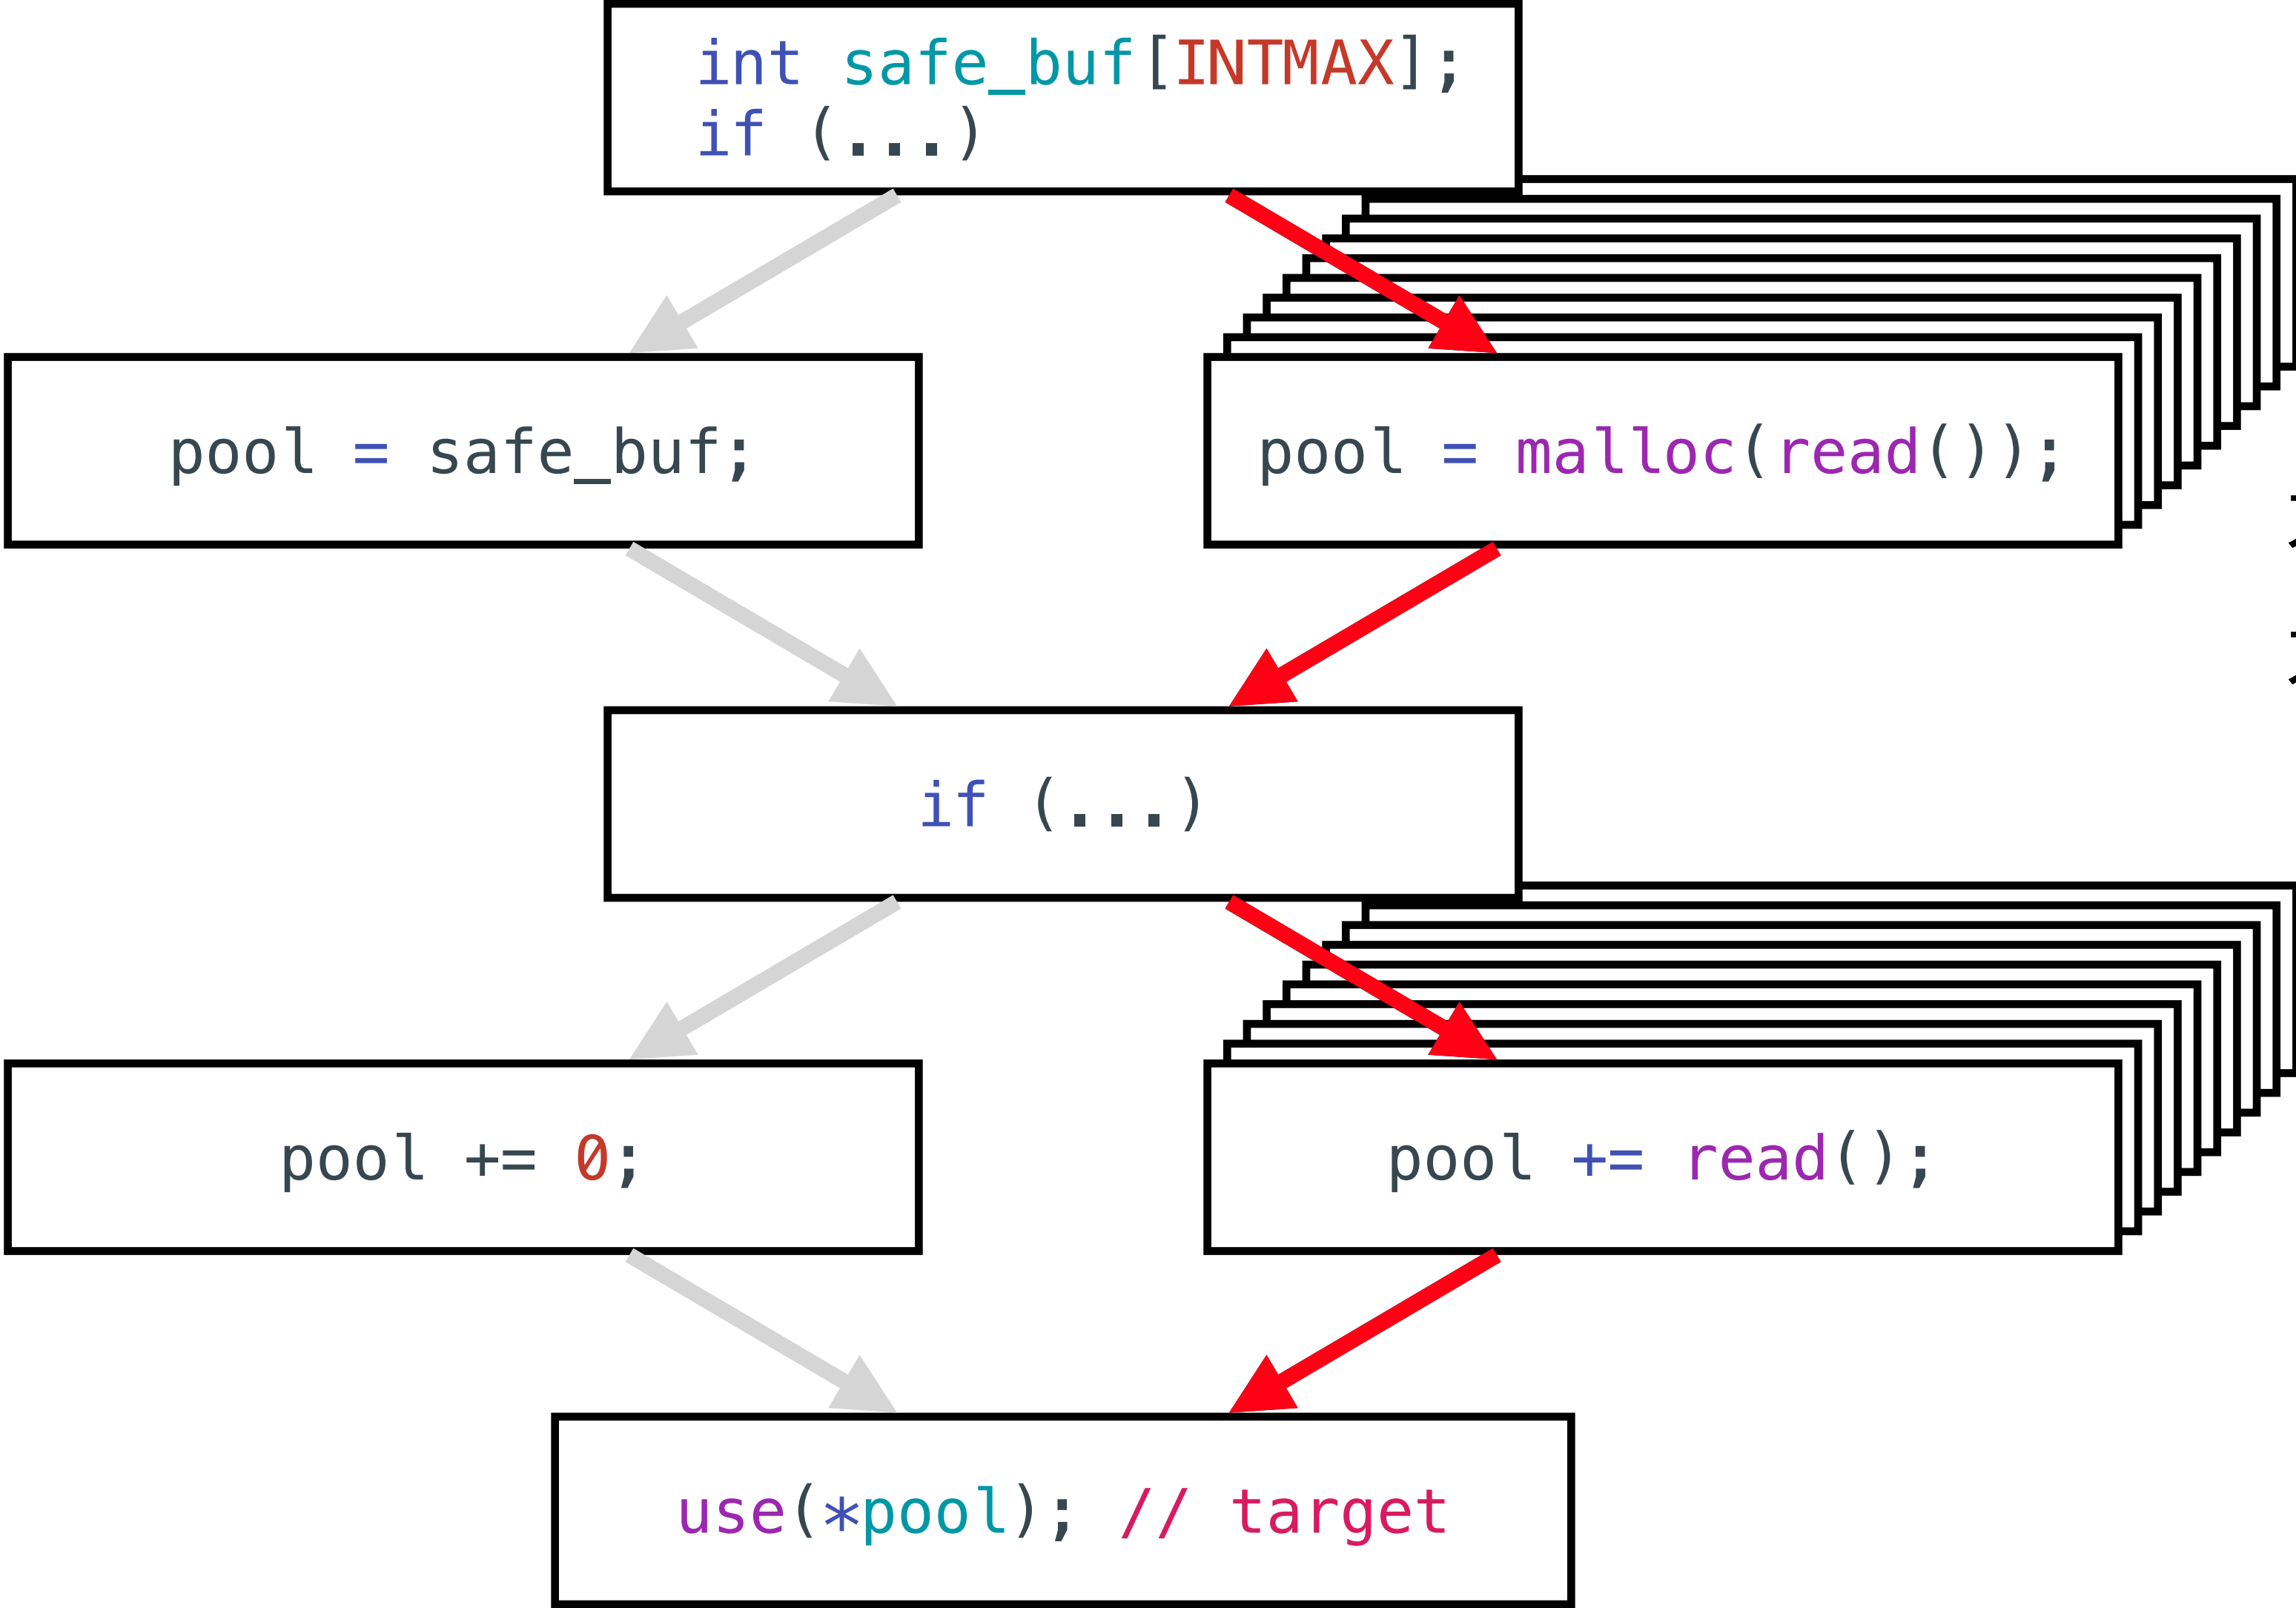 int safe_buf[INTMAX];
if (...)
pool = safe_buf;
pool = malloc(read());
if (...)
pool += 0;
pool += read();
use(*pool); // target